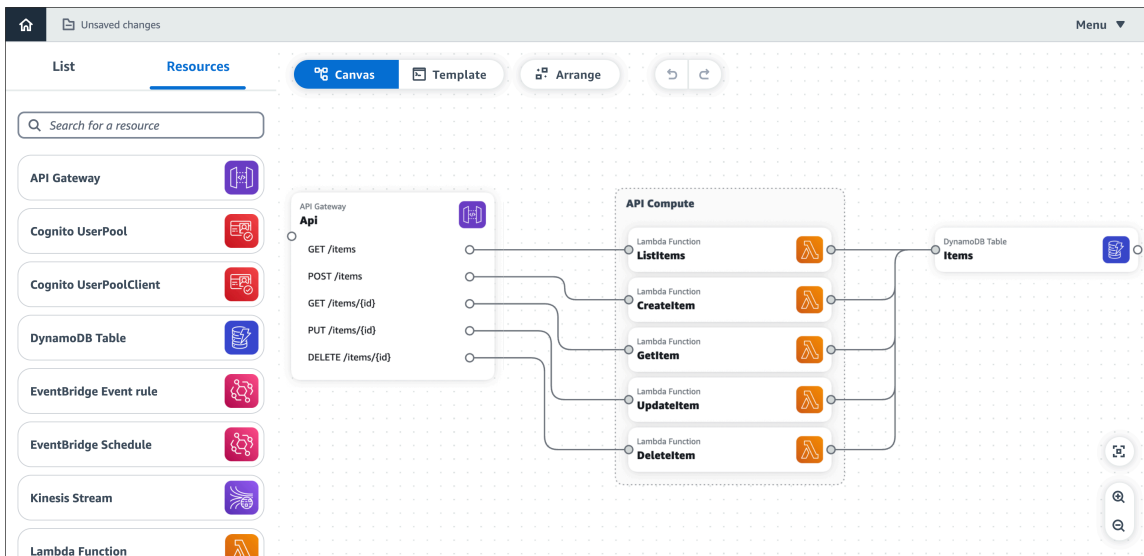 Unsaved changes
Menu ▼
List
Resources
Canvas
Template
Arrange
Search for a resource
API Gateway
Cognito UserPool
Cognito UserPoolClient
DynamoDB Table
EventBridge Event rule
EventBridge Schedule
Kinesis Stream
Lambda Function
API Gateway
Api
GET /items
POST /items
GET /items/{id}
PUT /items/{id}
DELETE /items/{id}
API Compute
Lambda Function
ListItems
Lambda Function
CreateItem
Lambda Function
GetItem
Lambda Function
UpdateItem
Lambda Function
DeleteItem
DynamoDB Table
Items